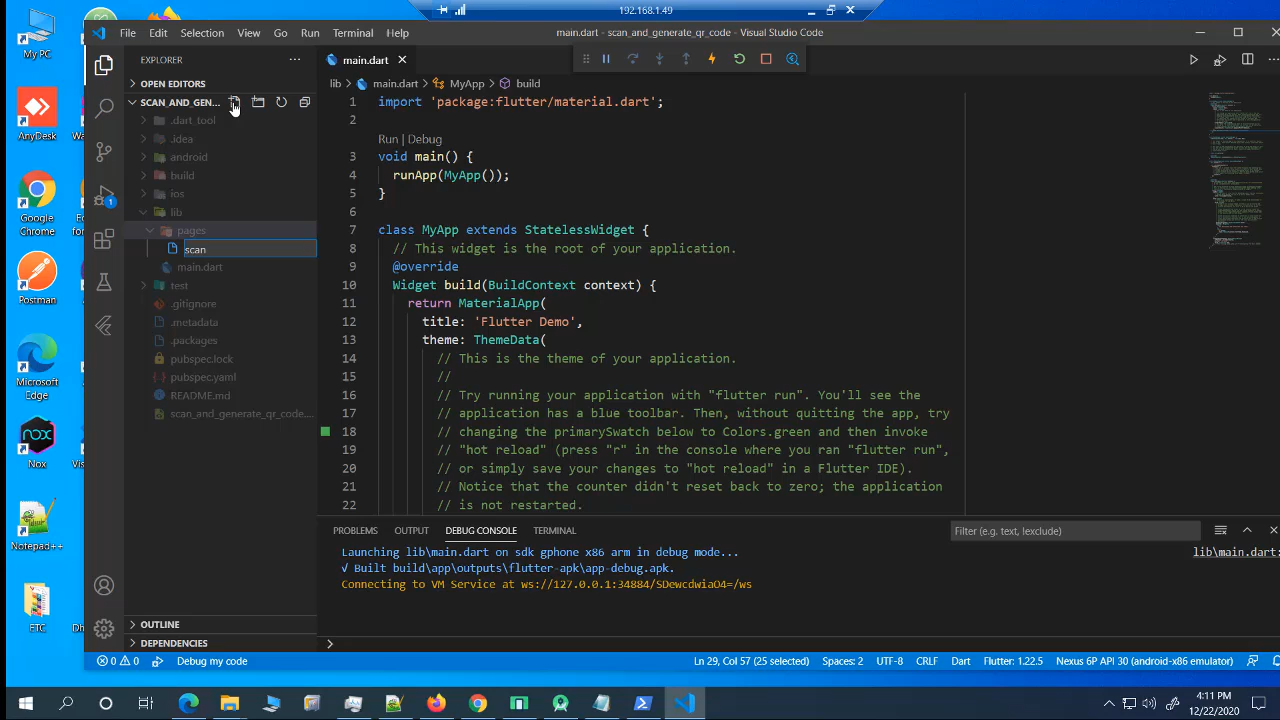 192.168.1.49
My PC
AnyDesk
Google
Chrome
Postman
Microsoft
Edge
Nox
Notepad++
ETC
File Edit Selection View Go Run Terminal Help
main.dart - scan_and_generate_qr_code - Visual Studio Code
EXPLORER
OPEN EDITORS
SCAN_AND_GEN...
.dart_tool
.idea
android
build
ios
lib
pages
scan
main.dart
test
.gitignore
.metadata
.packages
pubspec.lock
pubspec.yaml
README.md
scan_and_generate_qr_code....
OUTLINE
DEPENDENCIES
1
main.dart
lib > main.dart > MyApp > build
1 import 'package:flutter/material.dart';
2
Run | Debug
3 void main() {
4 runApp(MyApp());
5 }
6
7 class MyApp extends StatelessWidget {
8 // This widget is the root of your application.
9 @override
10 Widget build(BuildContext context) {
11 return MaterialApp(
12 title: 'Flutter Demo',
13 theme: ThemeData(
14 // This is the theme of your application.
15 //
16 // Try running your application with "flutter run". You'll see the
17 // application has a blue toolbar. Then, without quitting the app, try
18 // changing the primarySwatch below to Colors.green and then invoke
19 // "hot reload" (press "r" in the console where you ran "flutter run",
20 // or simply save your changes to "hot reload" in a Flutter IDE).
21 // Notice that the counter didn't reset back to zero; the application
22 // is not restarted.
PROBLEMS OUTPUT DEBUG CONSOLE TERMINAL
Filter (e.g. text, !exclude)
Launching lib\main.dart on sdk gphone x86 arm in debug mode...
lib\main.dart:
√ Built build\app\outputs\flutter-apk\app-debug.apk.
Connecting to VM Service at ws://127.0.0.1:34884/SDewcdwiaO4=/ws
0 0 Debug my code
Ln 29, Col 57 (25 selected) Spaces: 2 UTF-8 CRLF Dart Flutter: 1.22.5 Nexus 6P API 30 (android-x86 emulator)
4:11 PM
12/22/2020